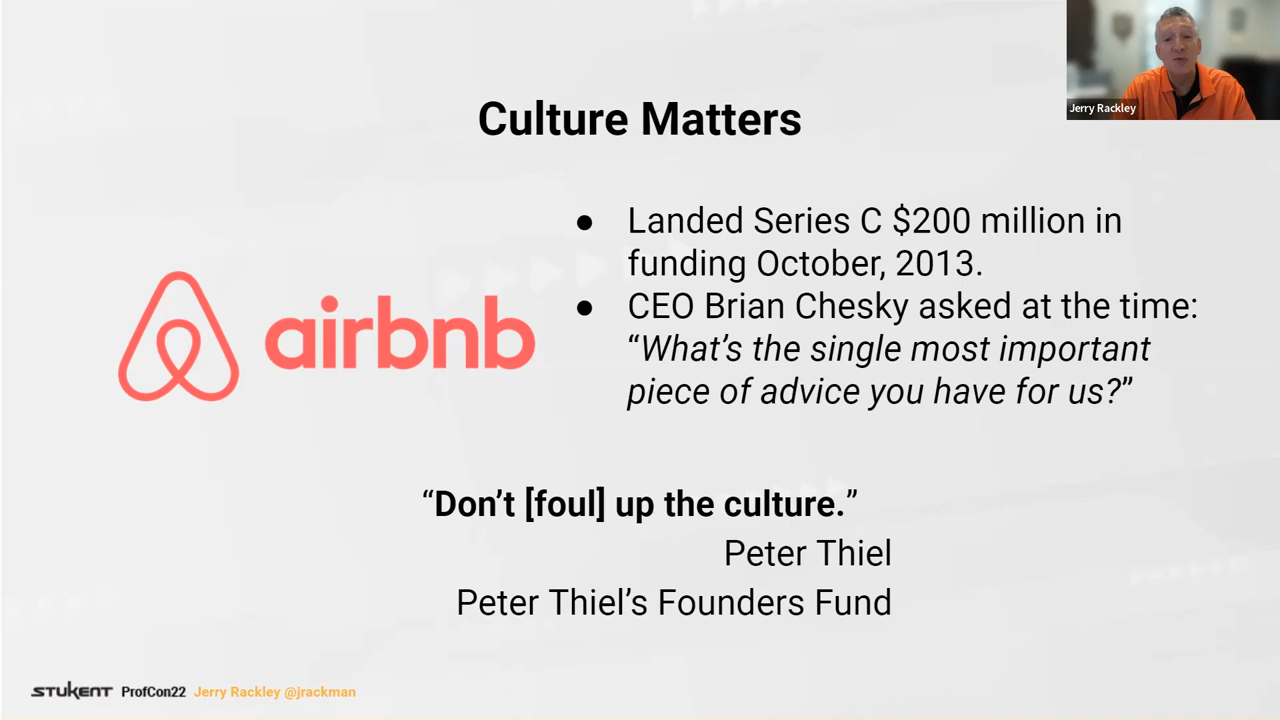 Jerry Rackley
Culture Matters
● Landed Series C $200 million in
funding October, 2013.
● CEO Brian Chesky asked at the time:
“What’s the single most important
piece of advice you have for us?”
airbnb
“Don’t [foul] up the culture.”
Peter Thiel
Peter Thiel’s Founders Fund
STUKENT ProfCon22 Jerry Rackley @jrackman